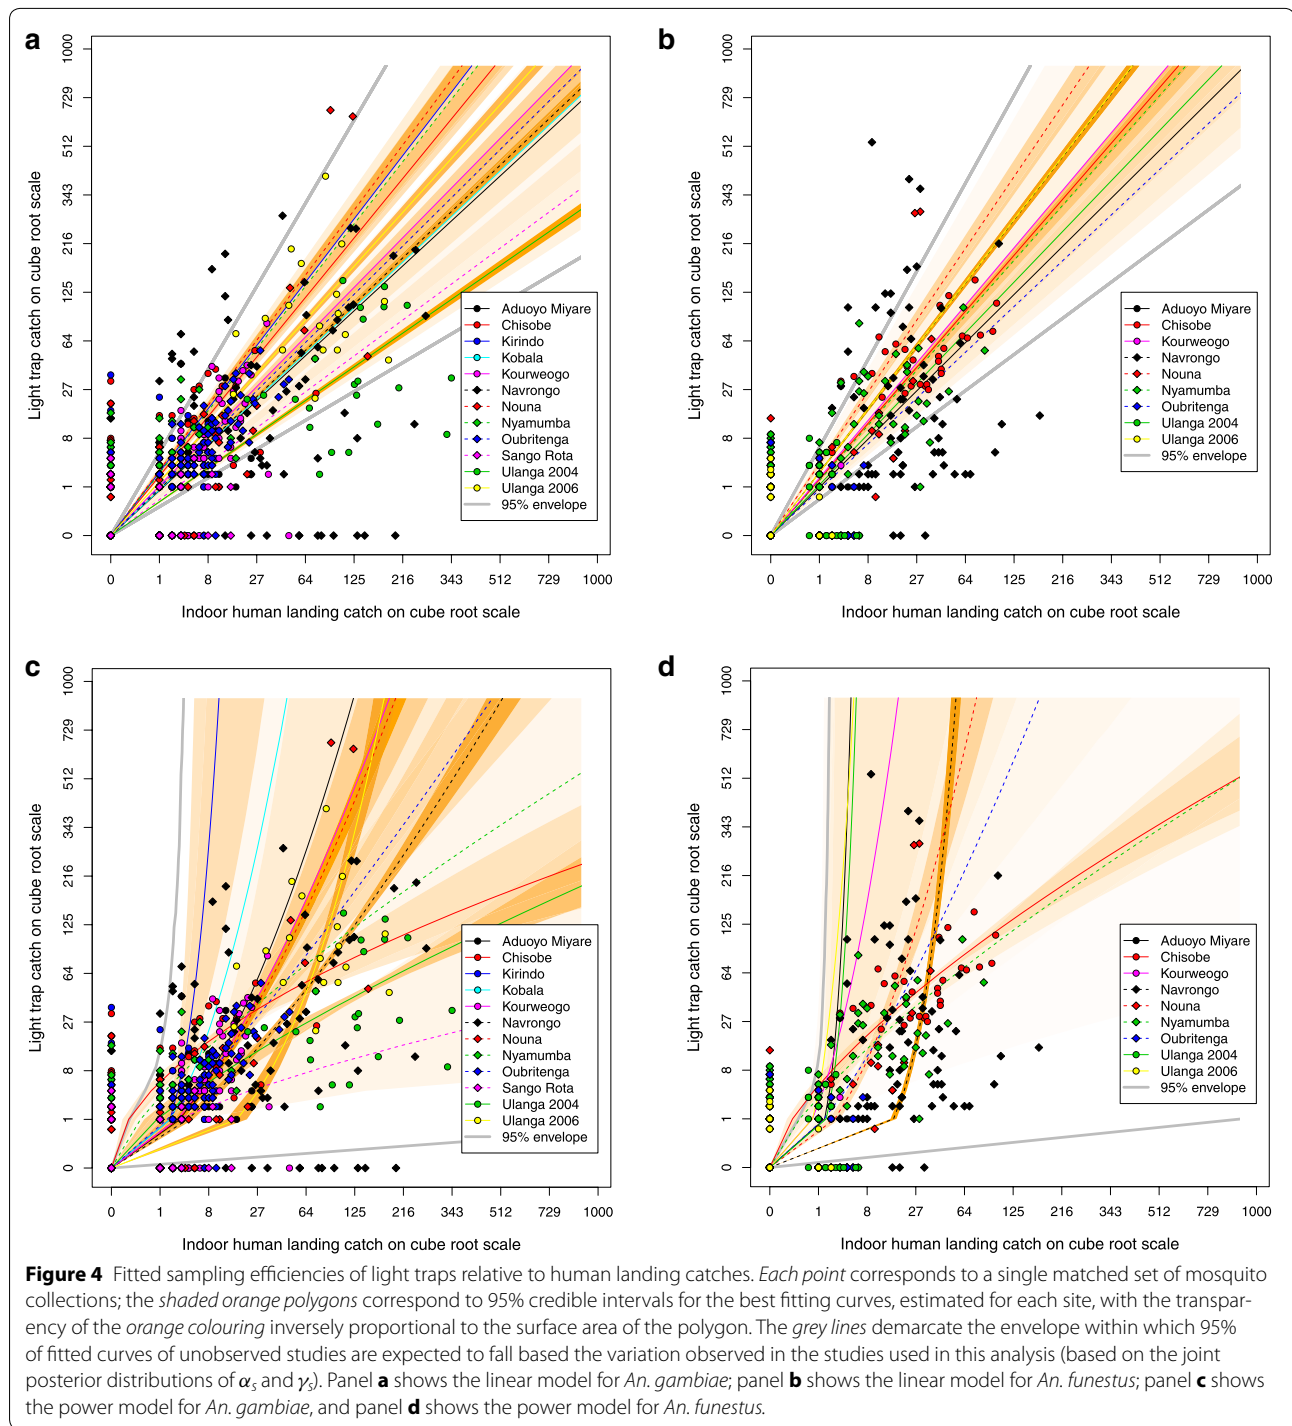 a
1000
729
512
343
216
125
64
27
8
1
0
Light trap catch on cube root scale
Aduoyo Miyare
Chisobe
Kirindo
Kobala
Kourweogo
Navrongo
Nouna
Nyamumba
Oubritenga
Sango Rota
Ulanga 2004
Ulanga 2006
95% envelope
0 1 8 27 64 125 216 343 512 729 1000
Indoor human landing catch on cube root scale
b
1000
729
512
343
216
125
64
27
8
1
0
Light trap catch on cube root scale
Aduoyo Miyare
Chisobe
Kourweogo
Navrongo
Nouna
Nyamumba
Oubritenga
Ulanga 2004
Ulanga 2006
95% envelope
0 1 8 27 64 125 216 343 512 729 1000
Indoor human landing catch on cube root scale
c
1000
729
512
343
216
125
64
27
8
1
0
Light trap catch on cube root scale
Aduoyo Miyare
Chisobe
Kirindo
Kobala
Kourweogo
Navrongo
Nouna
Nyamumba
Oubritenga
Sango Rota
Ulanga 2004
Ulanga 2006
95% envelope
0 1 8 27 64 125 216 343 512 729 1000
Indoor human landing catch on cube root scale
d
1000
729
512
343
216
125
64
27
8
1
0
Light trap catch on cube root scale
Aduoyo Miyare
Chisobe
Kourweogo
Navrongo
Nouna
Nyamumba
Oubritenga
Ulanga 2004
Ulanga 2006
95% envelope
0 1 8 27 64 125 216 343 512 729 1000
Indoor human landing catch on cube root scale
Figure 4 Fitted sampling efficiencies of light traps relative to human landing catches. Each point corresponds to a single matched set of mosquito
collections; the shaded orange polygons correspond to 95% credible intervals for the best fitting curves, estimated for each site, with the transpar-
ency of the orange colouring inversely proportional to the surface area of the polygon. The grey lines demarcate the envelope within which 95%
of fitted curves of unobserved studies are expected to fall based the variation observed in the studies used in this analysis (based on the joint
posterior distributions of αs and γs). Panel a shows the linear model for An. gambiae; panel b shows the linear model for An. funestus; panel c shows
the power model for An. gambiae, and panel d shows the power model for An. funestus.